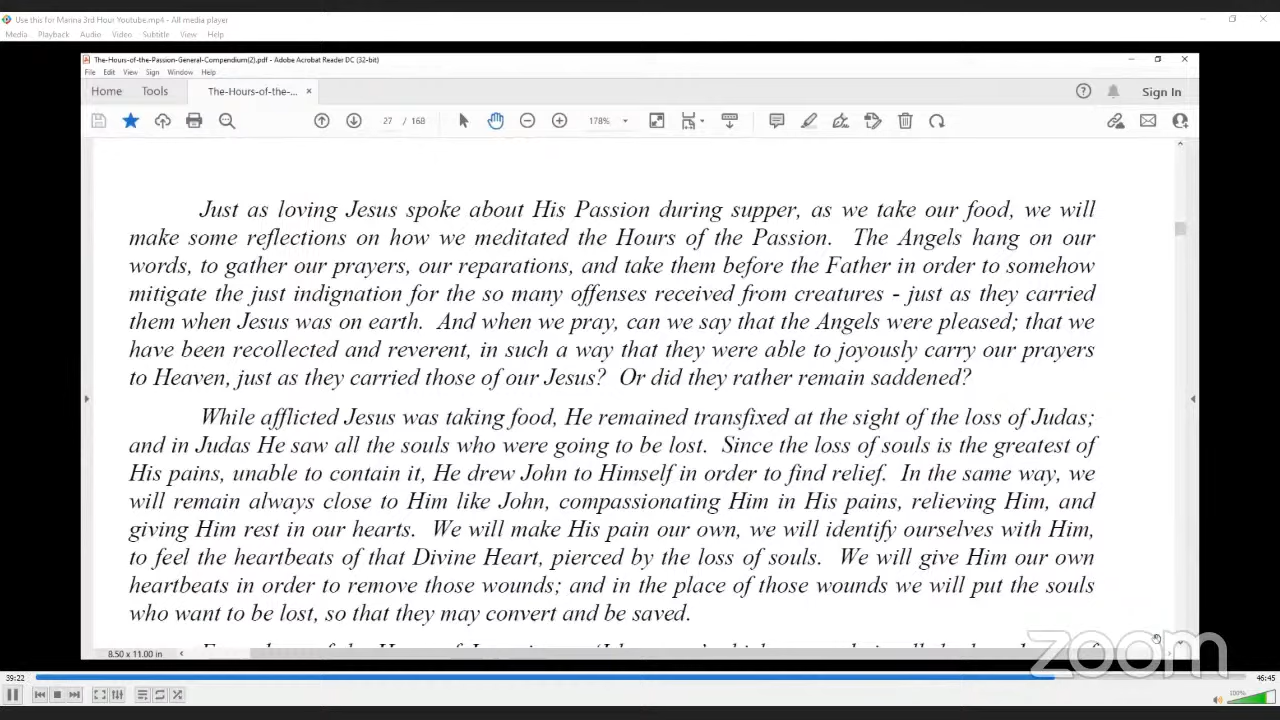 Use this for Marina 3rd Hour Youtube.mp4 - All media player
Media Playback Audio Video Subtitle View Help
The-Hours-of-the-Passion-General-Compendium(2).pdf - Adobe Acrobat Reader DC (32-bit)
File Edit View Sign Window Help
Home Tools The-Hours-of-the-... × Sign In
27 / 168 178%
Just as loving Jesus spoke about His Passion during supper, as we take our food, we will
make some reflections on how we meditated the Hours of the Passion. The Angels hang on our
words, to gather our prayers, our reparations, and take them before the Father in order to somehow
mitigate the just indignation for the so many offenses received from creatures - just as they carried
them when Jesus was on earth. And when we pray, can we say that the Angels were pleased; that we
have been recollected and reverent, in such a way that they were able to joyously carry our prayers
to Heaven, just as they carried those of our Jesus? Or did they rather remain saddened?
While afflicted Jesus was taking food, He remained transfixed at the sight of the loss of Judas;
and in Judas He saw all the souls who were going to be lost. Since the loss of souls is the greatest of
His pains, unable to contain it, He drew John to Himself in order to find relief. In the same way, we
will remain always close to Him like John, compassionating Him in His pains, relieving Him, and
giving Him rest in our hearts. We will make His pain our own, we will identify ourselves with Him,
to feel the heartbeats of that Divine Heart, pierced by the loss of souls. We will give Him our own
heartbeats in order to remove those wounds; and in the place of those wounds we will put the souls
who want to be lost, so that they may convert and be saved.
8.50 x 11.00 in
zoom
39:22 46:45
100%